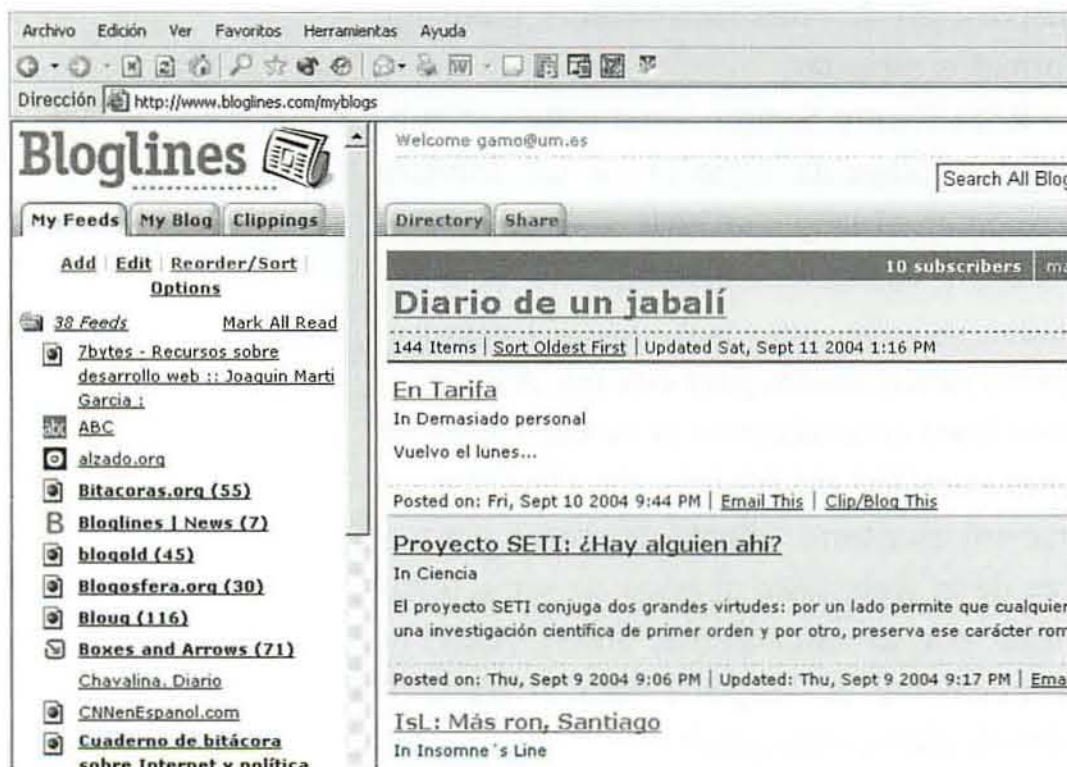 Archivo Edición Ver Favoritos Herramientas Ayuda
Dirección http://www.bloglines.com/myblogs
Bloglines
My Feeds My Blog Clippings
Add | Edit | Reorder/Sort |
Options
38 Feeds Mark All Read
7bytes - Recursos sobre
desarrollo web :: Joaquin Marti
Garcia :
abc ABC
alzado.org
Bitacoras.org (55)
B Bloglines | News (7)
blogold (45)
Blogosfera.org (30)
Bloug (116)
Boxes and Arrows (71)
Chavalina. Diario
CNNenEspanol.com
Cuaderno de bitácora
sobre Internet y política
Welcome gamo@um.es
Search All Blog
Directory Share
10 subscribers | ma
Diario de un jabalí
144 Items | Sort Oldest First | Updated Sat, Sept 11 2004 1:16 PM
En Tarifa
In Demasiado personal
Vuelvo el lunes...
Posted on: Fri, Sept 10 2004 9:44 PM | Email This | Clip/Blog This
Proyecto SETI: ¿Hay alguien ahí?
In Ciencia
El proyecto SETI conjuga dos grandes virtudes: por un lado permite que cualquier
una investigación científica de primer orden y por otro, preserva ese carácter rom
Posted on: Thu, Sept 9 2004 9:06 PM | Updated: Thu, Sept 9 2004 9:17 PM | Ema
IsL: Más ron, Santiago
In Insomne´s Line